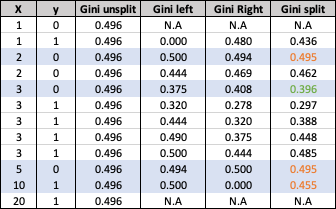 X y Gini unsplit Gini left Gini Right Gini split
1 0 0.496 N.A N.A N.A
1 1 0.496 0.000 0.480 0.436
2 0 0.496 0.500 0.494 0.495
2 0 0.496 0.444 0.469 0.462
3 0 0.496 0.375 0.408 0.396
3 1 0.496 0.320 0.278 0.297
3 1 0.496 0.444 0.320 0.388
3 1 0.496 0.490 0.375 0.448
3 1 0.496 0.500 0.444 0.485
5 0 0.496 0.494 0.500 0.495
10 1 0.496 0.500 0.000 0.455
20 1 0.496 N.A N.A N.A